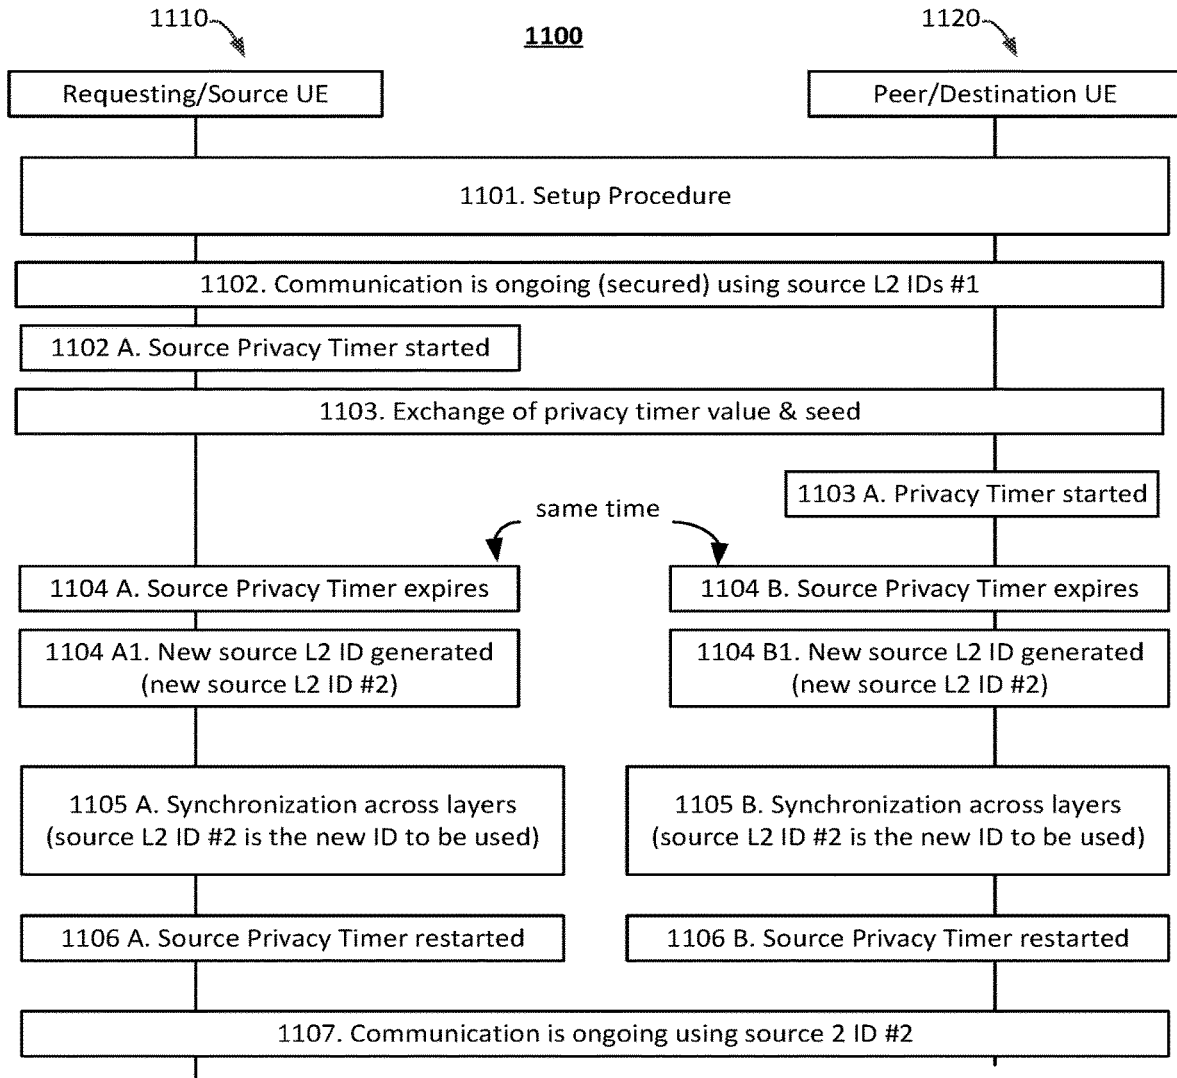 1110
1100
1120
Requesting/Source UE
Peer/Destination UE
1101. Setup Procedure
1102. Communication is ongoing (secured) using source L2 IDs #1
1102 A. Source Privacy Timer started
1103. Exchange of privacy timer value & seed
1103 A. Privacy Timer started
same time
1104 A. Source Privacy Timer expires
1104 B. Source Privacy Timer expires
1104 A1. New source L2 ID generated
(new source L2 ID #2)
1104 B1. New source L2 ID generated
(new source L2 ID #2)
1105 A. Synchronization across layers
(source L2 ID #2 is the new ID to be used)
1105 B. Synchronization across layers
(source L2 ID #2 is the new ID to be used)
1106 A. Source Privacy Timer restarted
1106 B. Source Privacy Timer restarted
1107. Communication is ongoing using source 2 ID #2